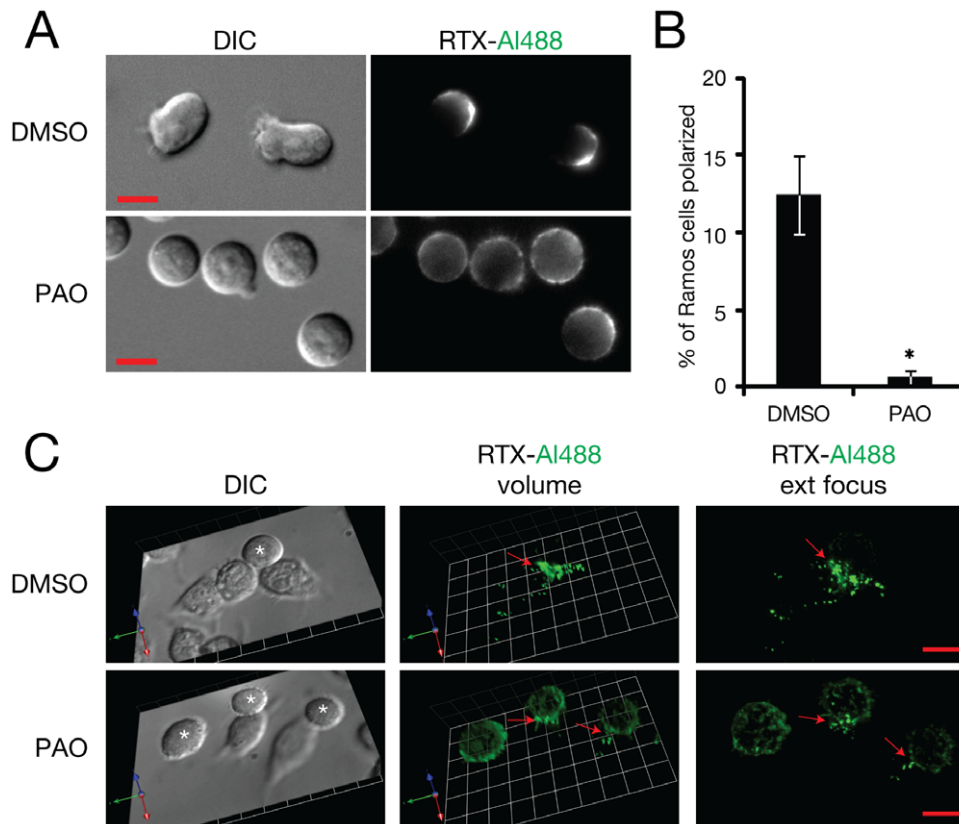 A
DIC
RTX-Al488
DMSO
PAO
B
% of Ramos cells polarized
20
15
10
5
0
*
DMSO
PAO
C
DIC
RTX-Al488
volume
RTX-Al488
ext focus
DMSO
*
PAO
*
*
*